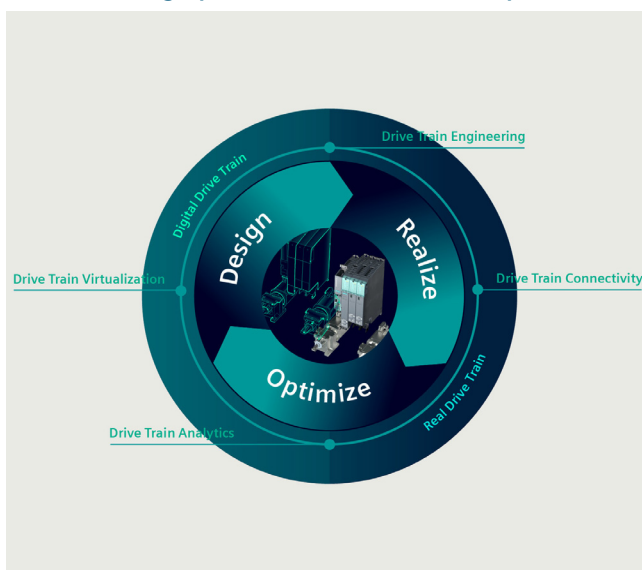 Drive Train Engineering
Digital Drive Train
Design
Realize
Drive Train Virtualization
Drive Train Connectivity
Optimize
Real Drive Train
Drive Train Analytics